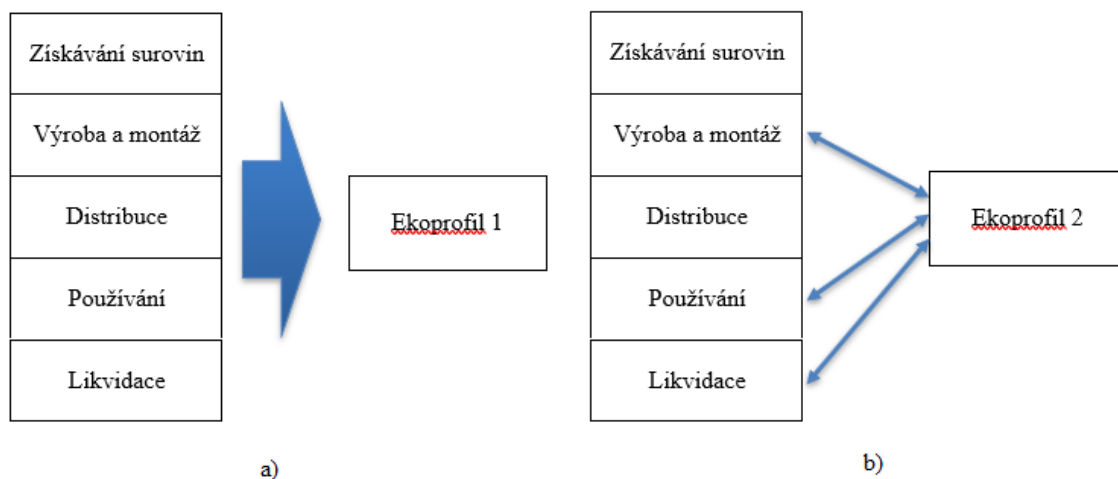 Získávání surovin
Výroba a montáž
Distribuce
Používání
Likvidace
Ekoprofil 1
a)
Získávání surovin
Výroba a montáž
Distribuce
Používání
Likvidace
Ekoprofil 2
b)